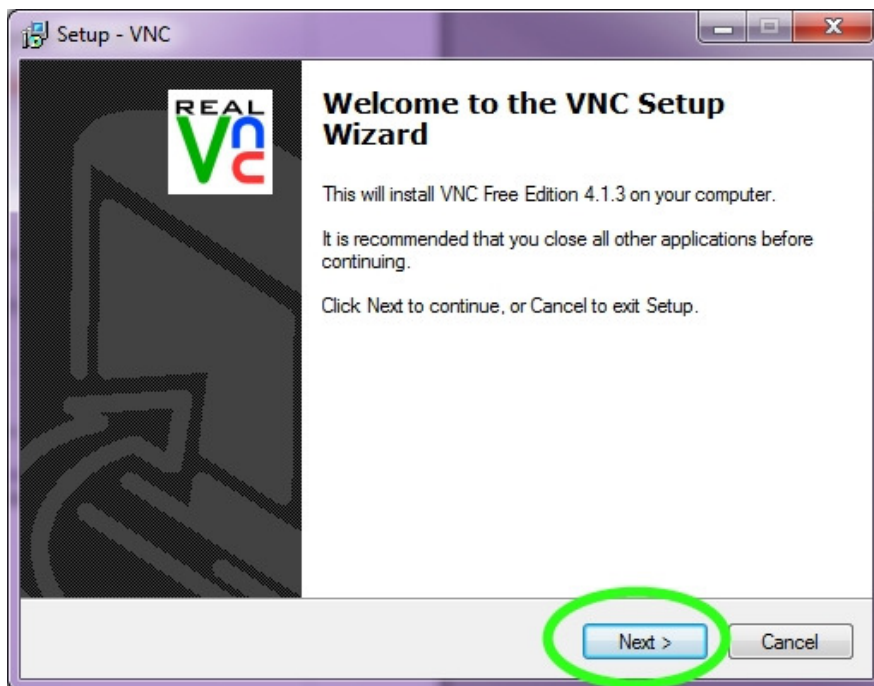 Setup - VNC
REAL
VNC
Welcome to the VNC Setup
Wizard
This will install VNC Free Edition 4.1.3 on your computer.
It is recommended that you close all other applications before
continuing.
Click Next to continue, or Cancel to exit Setup.
Next >
Cancel